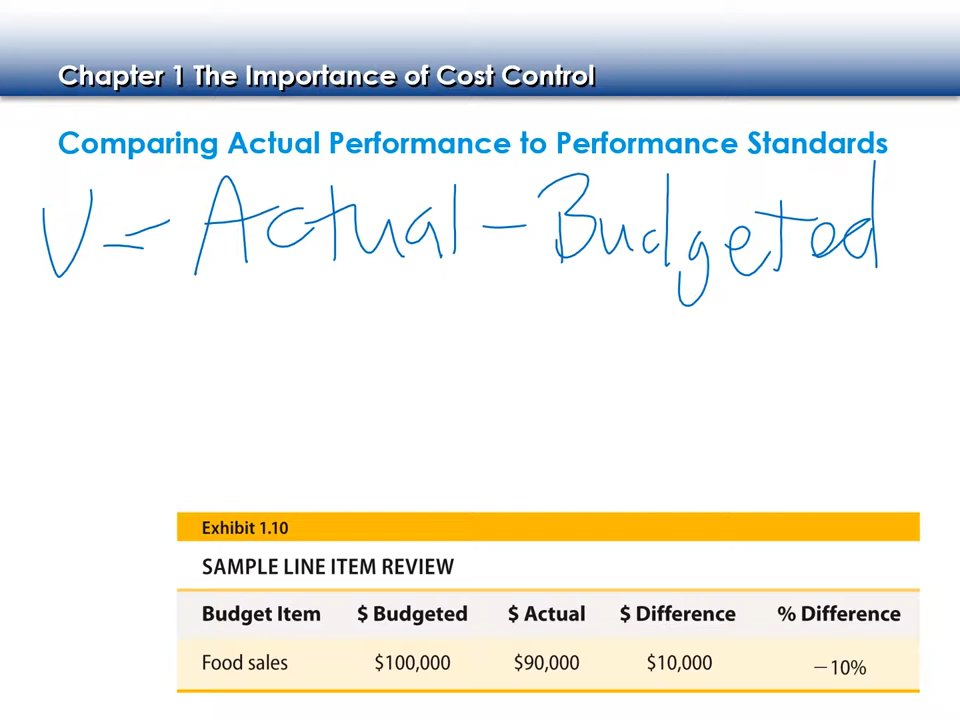 Chapter 1 The Importance of Cost Control
Comparing Actual Performance to Performance Standards
V = Actual - Budgeted
Exhibit 1.10
SAMPLE LINE ITEM REVIEW
Budget Item $ Budgeted $ Actual $ Difference % Difference
Food sales $100,000 $90,000 $10,000 −10%